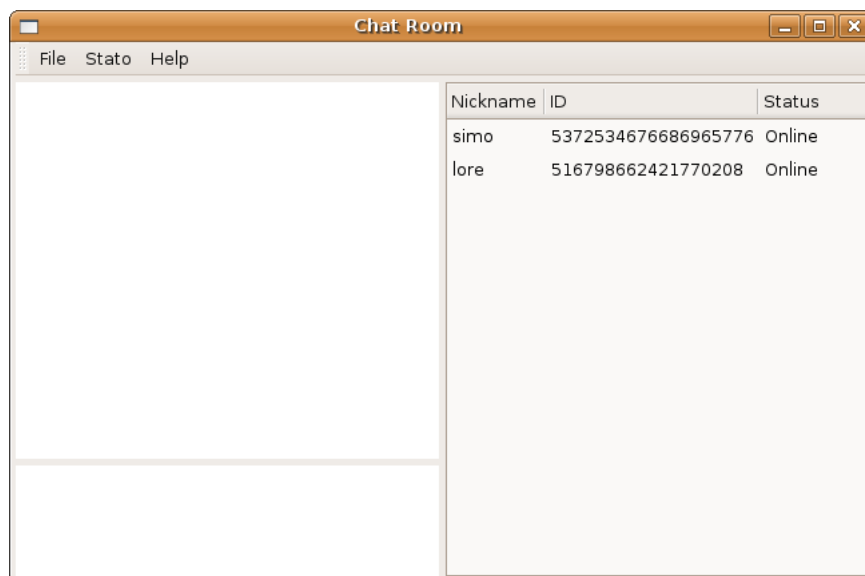 Chat Room
File Stato Help
Nickname ID Status
simo 5372534676686965776 Online
lore 516798662421770208 Online